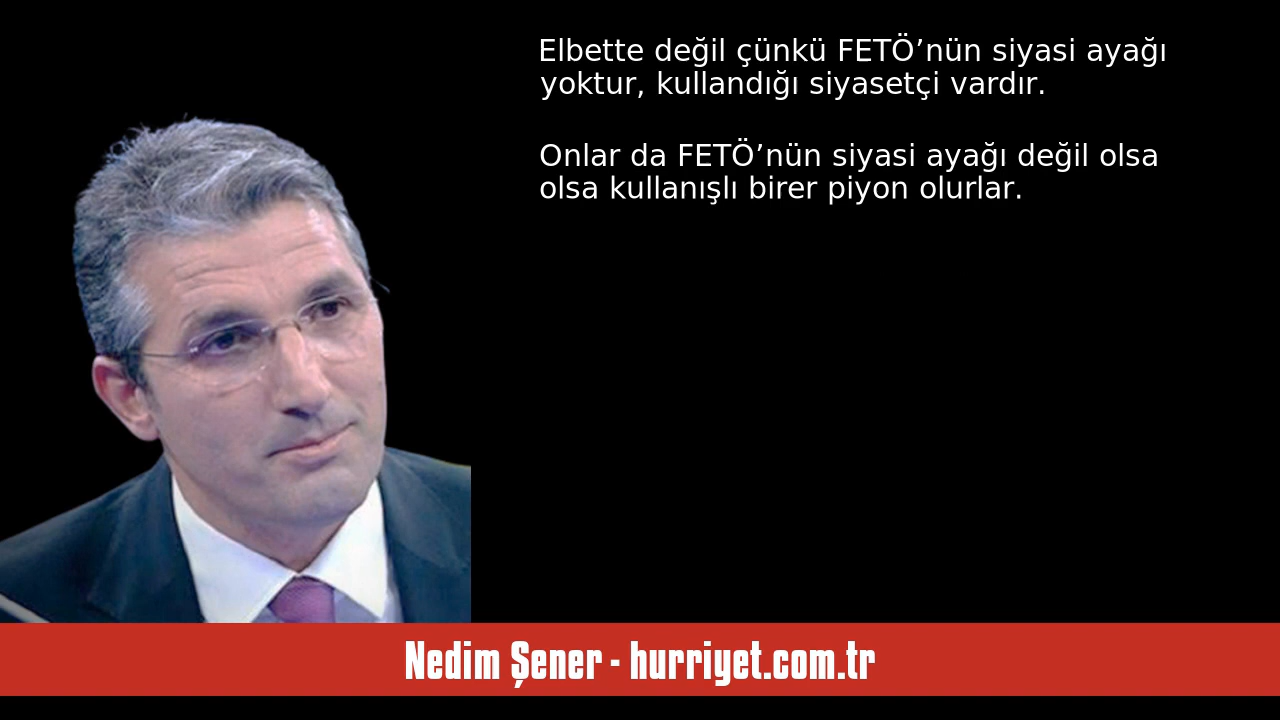 Elbette değil çünkü FETÖ’nün siyasi ayağı
yoktur, kullandığı siyasetçi vardır.
Onlar da FETÖ’nün siyasi ayağı değil olsa
olsa kullanışlı birer piyon olurlar.
Nedim Şener - hurriyet.com.tr